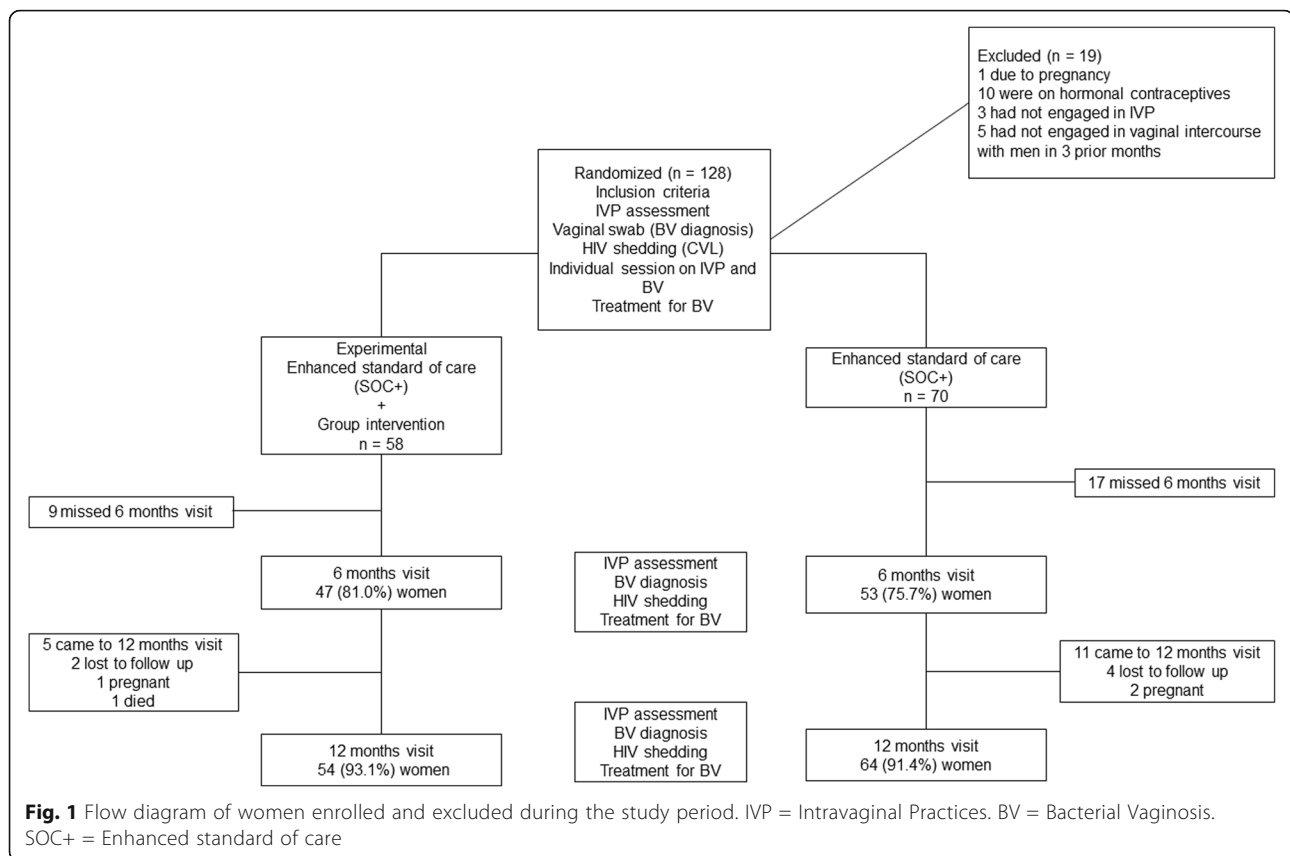 Excluded (n = 19)
1 due to pregnancy
10 were on hormonal contraceptives
3 had not engaged in IVP
5 had not engaged in vaginal intercourse
with men in 3 prior months
Randomized (n = 128)
Inclusion criteria
IVP assessment
Vaginal swab (BV diagnosis)
HIV shedding (CVL)
Individual session on IVP and
BV
Treatment for BV
Experimental
Enhanced standard of care
(SOC+)
+
Group intervention
n = 58
Enhanced standard of care
(SOC+)
n = 70
9 missed 6 months visit
17 missed 6 months visit
6 months visit
47 (81.0%) women
IVP assessment
BV diagnosis
HIV shedding
Treatment for BV
6 months visit
53 (75.7%) women
5 came to 12 months visit
2 lost to follow up
1 pregnant
1 died
11 came to 12 months visit
4 lost to follow up
2 pregnant
12 months visit
54 (93.1%) women
IVP assessment
BV diagnosis
HIV shedding
Treatment for BV
12 months visit
64 (91.4%) women
Fig. 1 Flow diagram of women enrolled and excluded during the study period. IVP = Intravaginal Practices. BV = Bacterial Vaginosis.
SOC+ = Enhanced standard of care